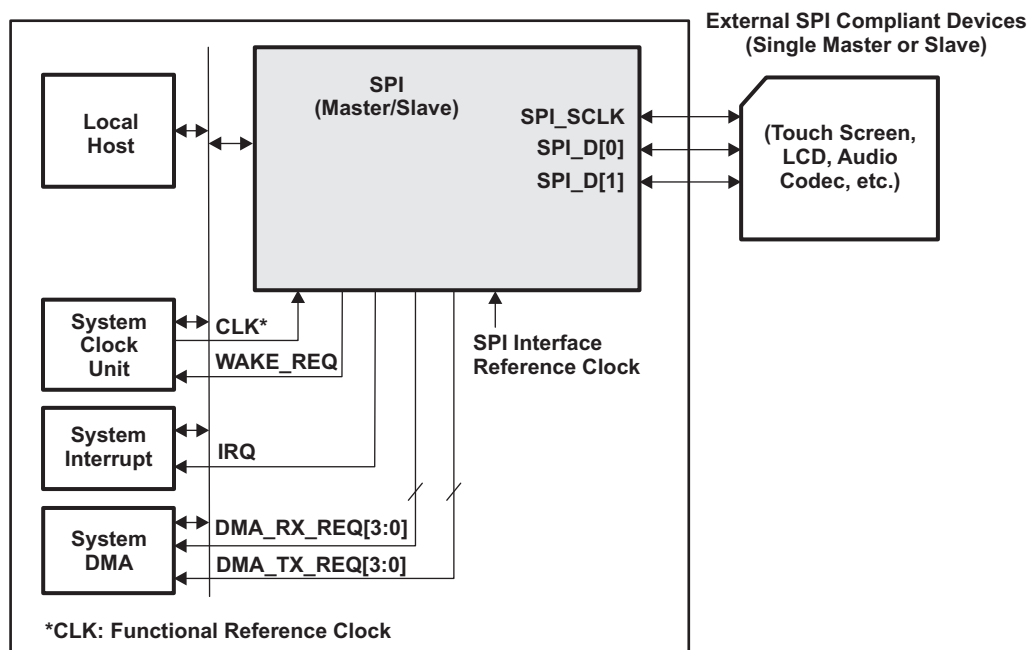 External SPI Compliant Devices
(Single Master or Slave)
SPI
(Master/Slave)
Local
Host
SPI_SCLK
SPI_D[0]
SPI_D[1]
(Touch Screen,
LCD, Audio
Codec, etc.)
System
Clock
Unit
CLK*
WAKE_REQ
SPI Interface
Reference Clock
System
Interrupt
IRQ
System
DMA
DMA_RX_REQ[3:0]
DMA_TX_REQ[3:0]
*CLK: Functional Reference Clock